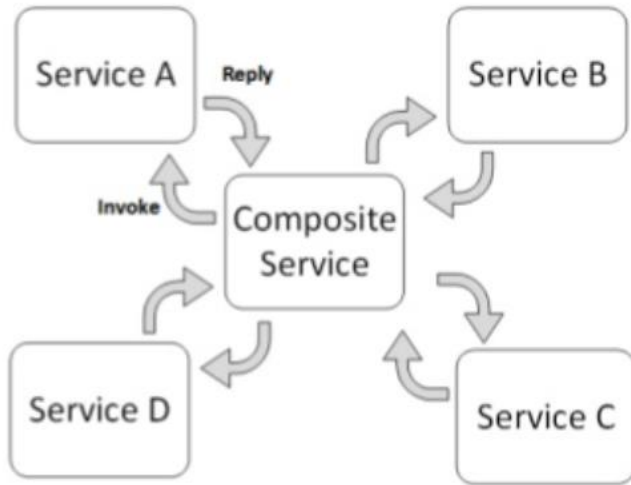 Service A
Reply
Service B
Invoke
Composite
Service
Service D
Service C